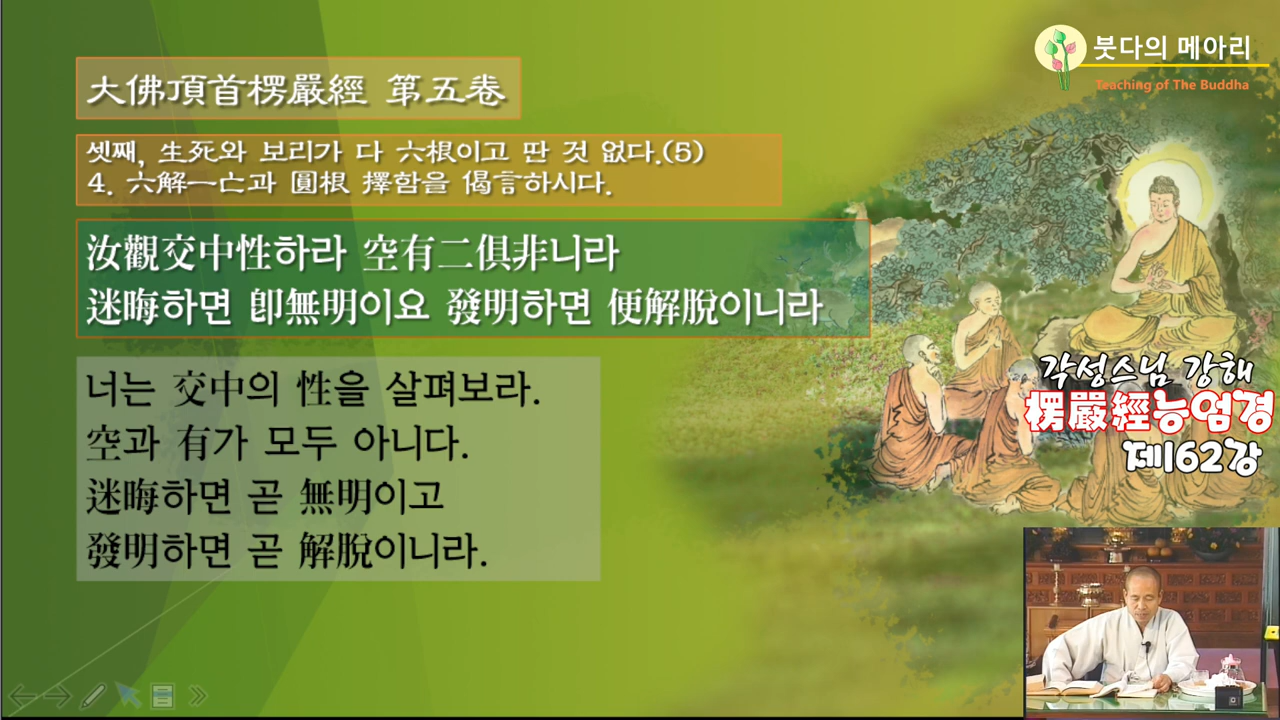 붓다의 메아리
Teaching of The Buddha
大佛頂首楞嚴經 第五卷
셋째, 生死와 보리가 다 六根이고 딴 것 없다.(5)
4. 六解一亡과 圓根 擇함을 偈言하시다.
汝觀交中性하라 空有二俱非니라
迷晦하면 卽無明이요 發明하면 便解脫이니라
너는 交中의 性을 살펴보라.
空과 有가 모두 아니다.
迷晦하면 곧 無明이고
發明하면 곧 解脫이니라.
각성스님 강해
楞嚴經능엄경
제162강